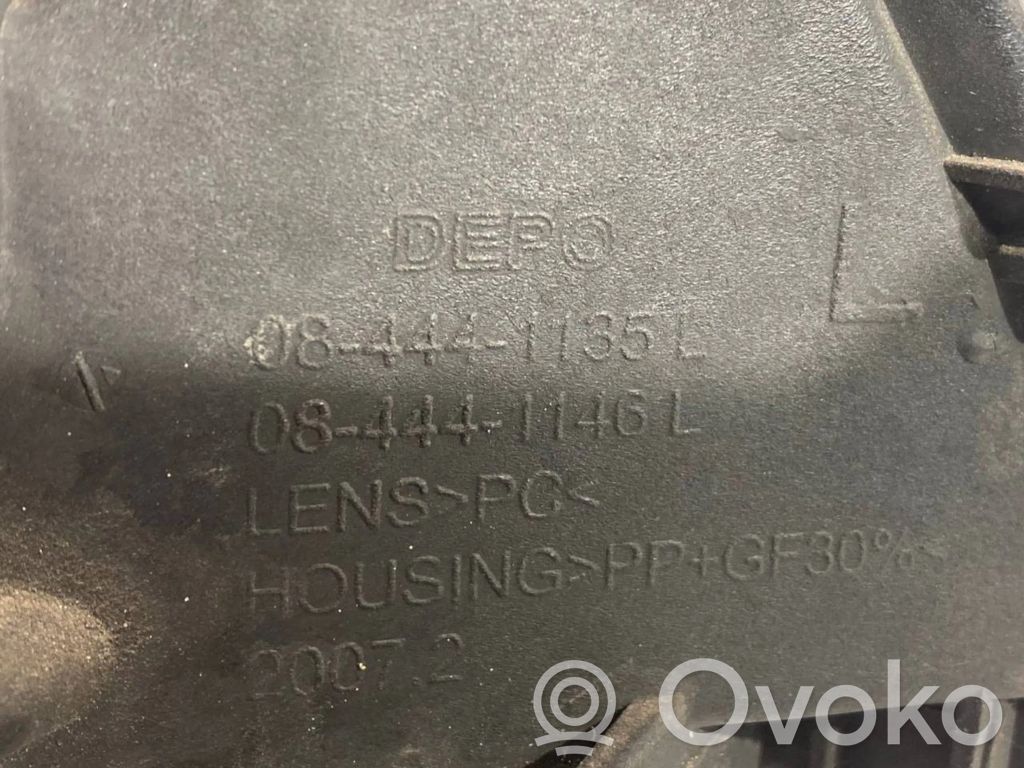 DEPO
L
08-444-1135 L
08-444-1146 L
LENS>PC<
HOUSING>PP+GF30%<
2007.2
Ovoko